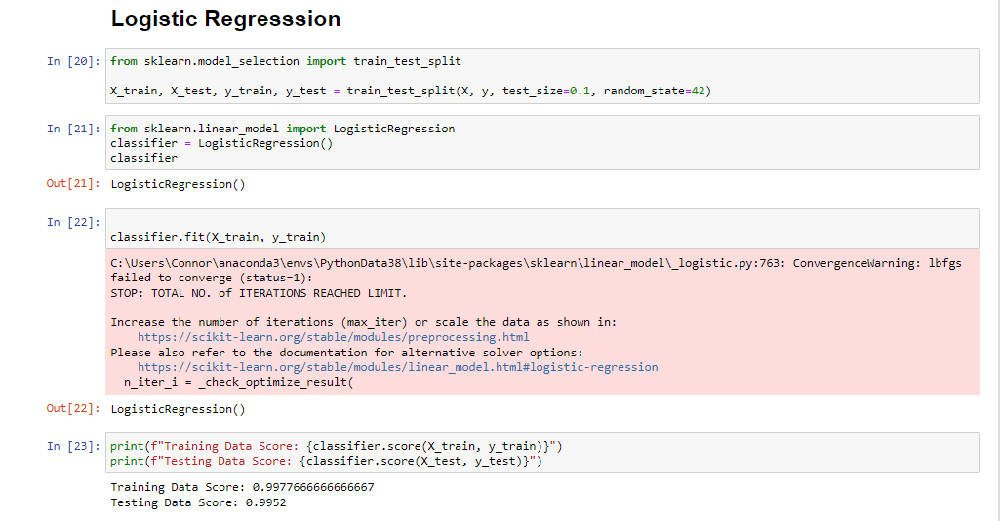 Logistic Regresssion
In [20]: from sklearn.model_selection import train_test_split
X_train, X_test, y_train, y_test = train_test_split(X, y, test_size=0.1, random_state=42)
In [21]: from sklearn.linear_model import LogisticRegression
classifier = LogisticRegression()
classifier
Out[21]: LogisticRegression()
In [22]:
classifier.fit(X_train, y_train)
C:\Users\Connor\anaconda3\envs\PythonData38\lib\site-packages\sklearn\linear_model\_logistic.py:763: ConvergenceWarning: lbfgs
failed to converge (status=1):
STOP: TOTAL NO. of ITERATIONS REACHED LIMIT.
Increase the number of iterations (max_iter) or scale the data as shown in:
https://scikit-learn.org/stable/modules/preprocessing.html
Please also refer to the documentation for alternative solver options:
https://scikit-learn.org/stable/modules/linear_model.html#logistic-regression
n_iter_i = _check_optimize_result(
Out[22]: LogisticRegression()
In [23]: print(f"Training Data Score: {classifier.score(X_train, y_train)}")
print(f"Testing Data Score: {classifier.score(X_test, y_test)}")
Training Data Score: 0.9977666666666667
Testing Data Score: 0.9952